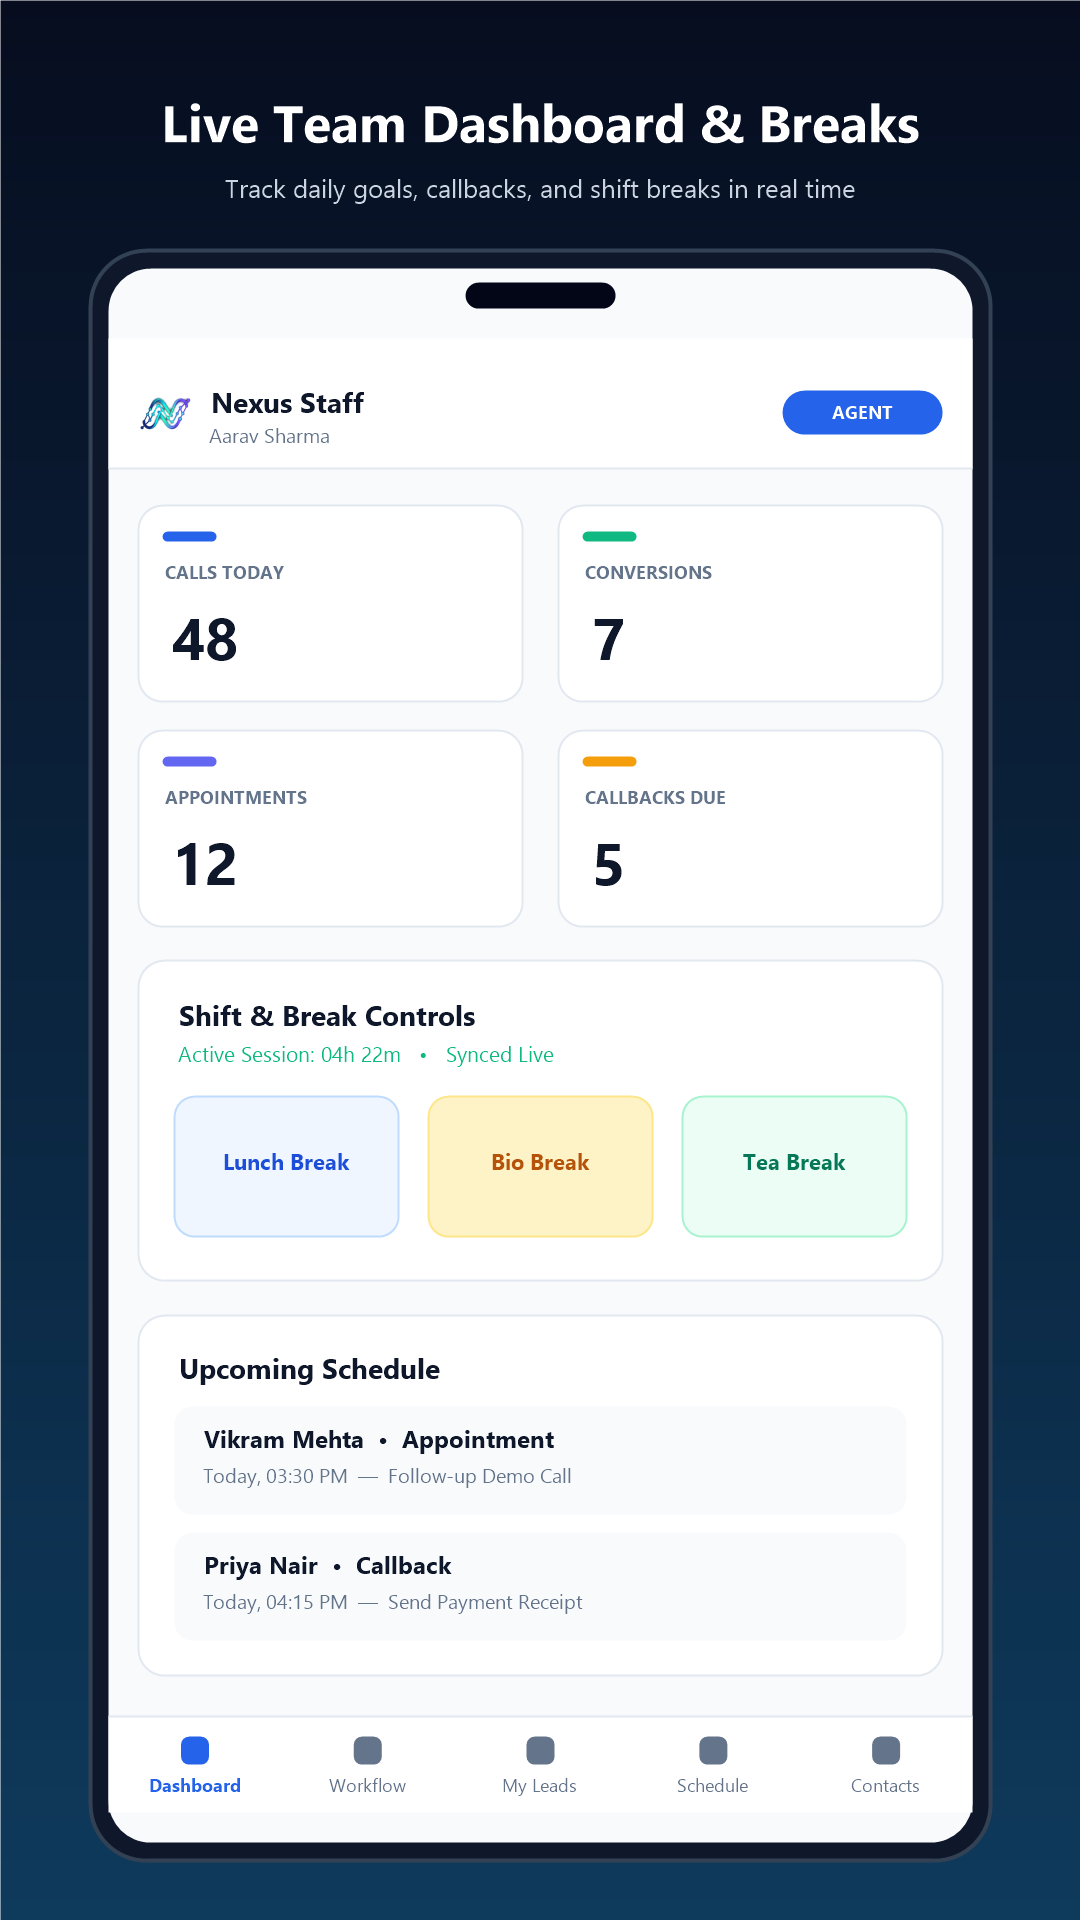 Live Team Dashboard & Breaks
Track daily goals, callbacks, and shift breaks in real time
Nexus Staff
Aarav Sharma
AGENT
CALLS TODAY
48
CONVERSIONS
7
APPOINTMENTS
12
CALLBACKS DUE
5
Shift & Break Controls
Active Session: 04h 22m • Synced Live
Lunch Break
Bio Break
Tea Break
Upcoming Schedule
Vikram Mehta • Appointment
Today, 03:30 PM — Follow-up Demo Call
Priya Nair • Callback
Today, 04:15 PM — Send Payment Receipt
Dashboard
Workflow
My Leads
Schedule
Contacts